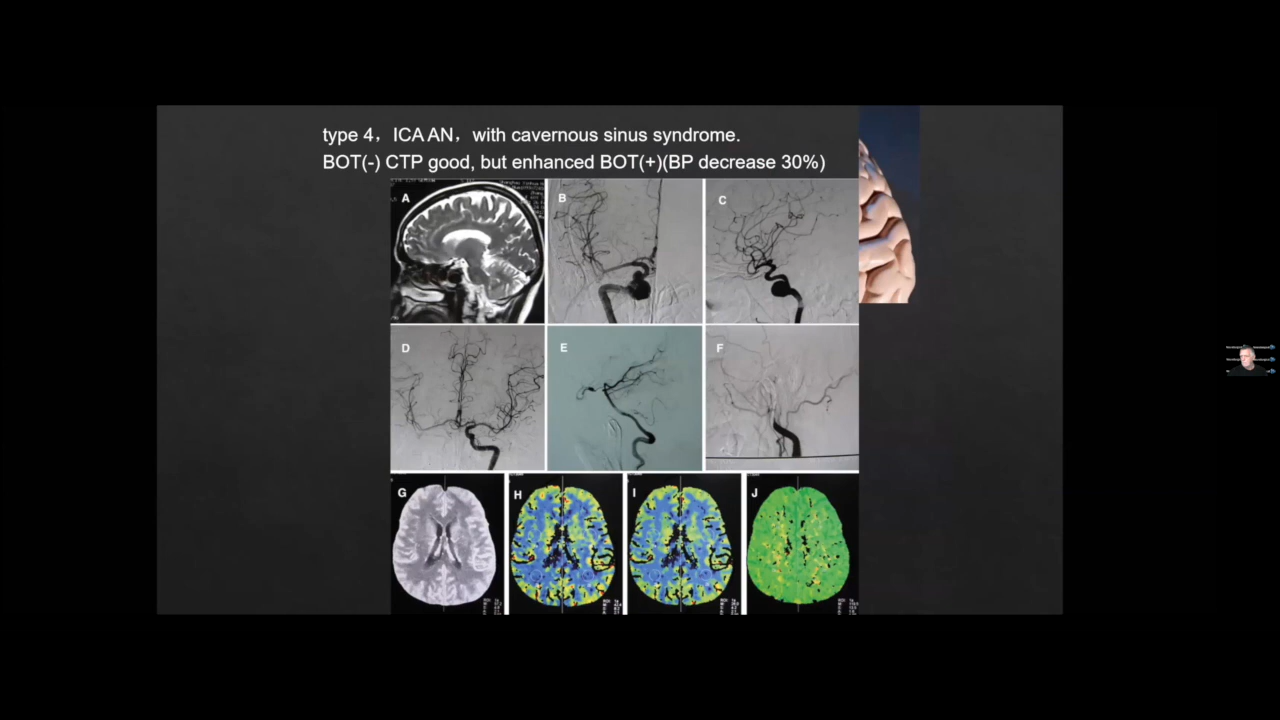 type 4，ICA AN，with cavernous sinus syndrome.
BOT(-) CTP good, but enhanced BOT(+)(BP decrease 30%)
A
B
C
D
E
F
G
H
I
J